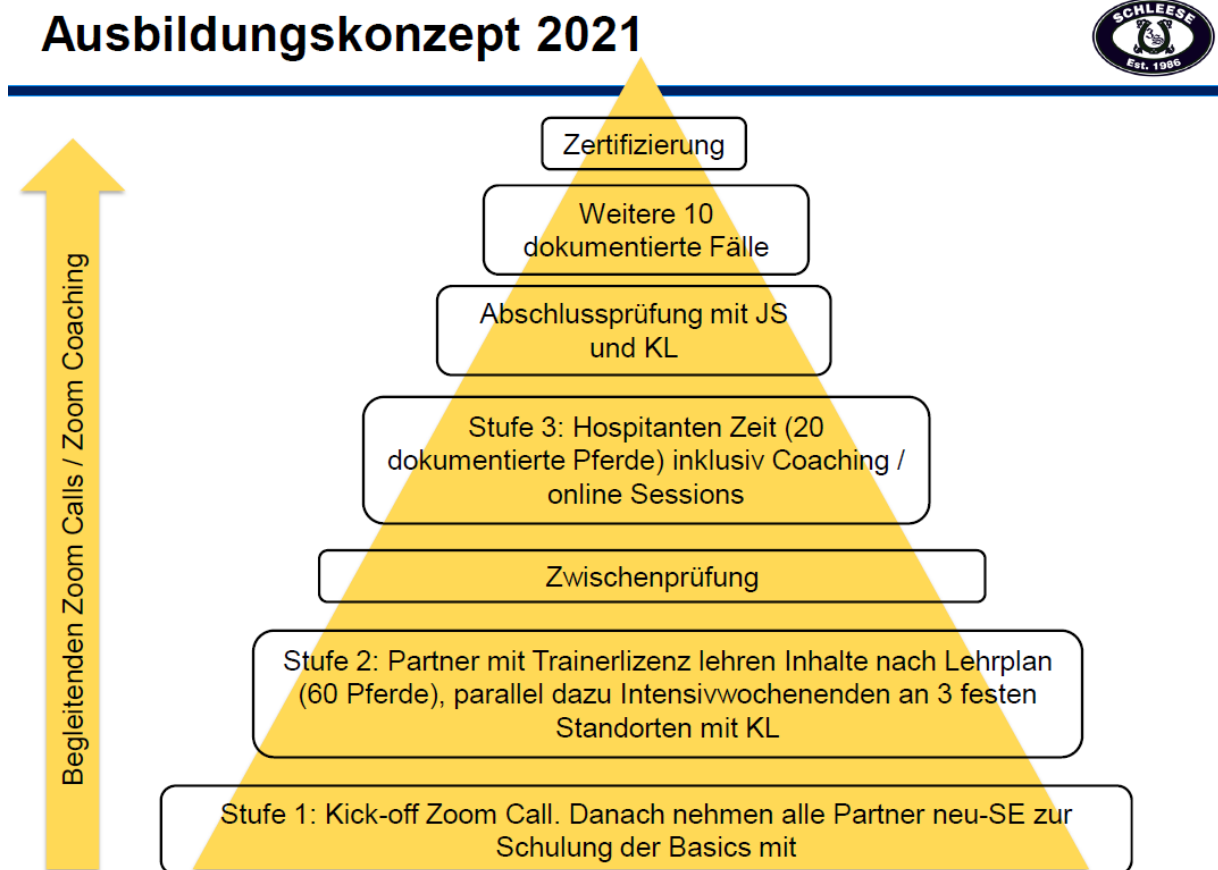 Ausbildungskonzept 2021
SCHLEESE
Est. 1986
Zertifizierung
Weitere 10
dokumentierte Fälle
Abschlussprüfung mit JS
und KL
Stufe 3: Hospitanten Zeit (20
dokumentierte Pferde) inklusiv Coaching /
online Sessions
Zwischenprüfung
Stufe 2: Partner mit Trainerlizenz lehren Inhalte nach Lehrplan
(60 Pferde), parallel dazu Intensivwochenenden an 3 festen
Standorten mit KL
Stufe 1: Kick-off Zoom Call. Danach nehmen alle Partner neu-SE zur
Schulung der Basics mit
Begleitenden Zoom Calls / Zoom Coaching